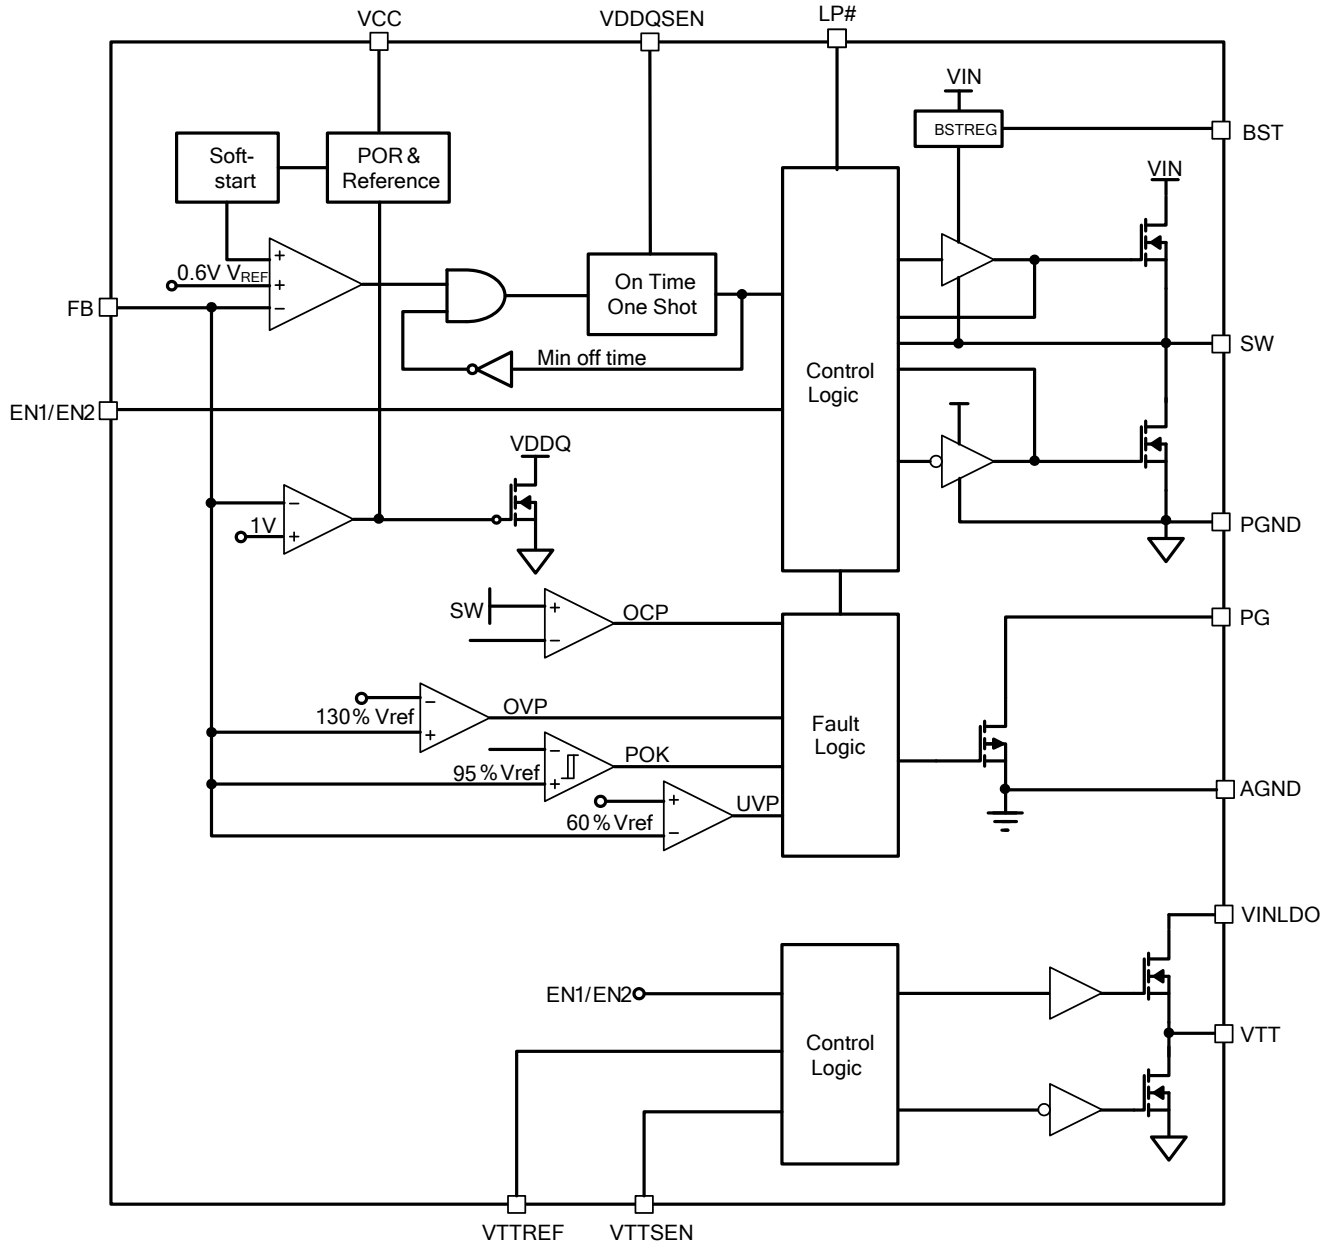 VCC
VDDQSEN
LP#
VIN
BSTREG
BST
Soft-
start
POR &
Reference
VIN
0.6V VREF
+
+
−
FB
On Time
One Shot
Min off time
Control
Logic
SW
EN1/EN2
VDDQ
−
1V
+
PGND
SW
+
−
OCP
PG
130% Vref
−
+
OVP
Fault
Logic
95% Vref
−
+
POK
60% Vref
+
−
UVP
AGND
VINLDO
EN1/EN2
Control
Logic
VTT
VTTREF
VTTSEN